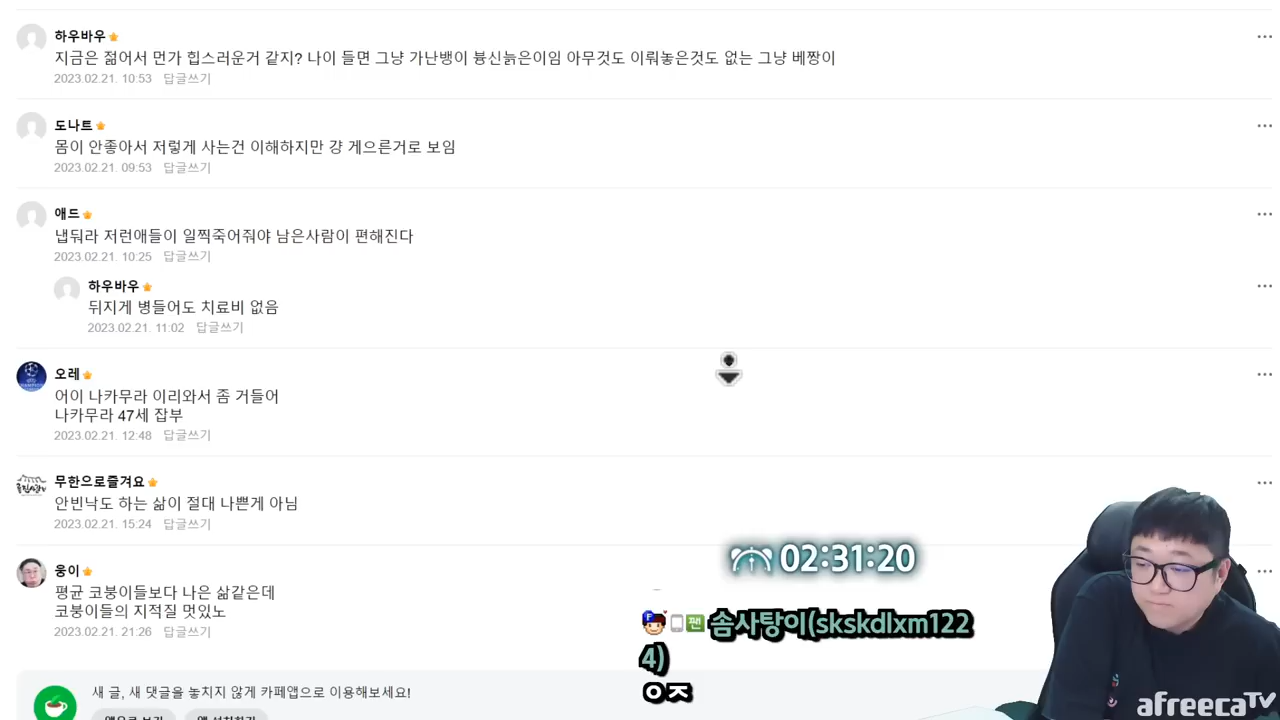 하우바우
지금은 젊어서 먼가 힙스러운거 같지? 나이 들면 그냥 가난뱅이 븅신늙은이임 아무것도 이뤄놓은것도 없는 그냥 베짱이
2023.02.21. 10:53 답글쓰기
도나트
몸이 안좋아서 저렇게 사는건 이해하지만 걍 게으른거로 보임
2023.02.21. 09:53 답글쓰기
애드
냅둬라 저런애들이 일찍죽어줘야 남은사람이 편해진다
2023.02.21. 10:25 답글쓰기
하우바우
뒤지게 병들어도 치료비 없음
2023.02.21. 11:02 답글쓰기
오레
어이 나카무라 이리와서 좀 거들어
나카무라 47세 잡부
2023.02.21. 12:48 답글쓰기
무한으로즐겨요
안빈낙도 하는 삶이 절대 나쁜게 아님
2023.02.21. 15:24 답글쓰기
웅이
평균 코붕이들보다 나은 삶같은데
코붕이들의 지적질 멋있노
2023.02.21. 21:26 답글쓰기
02:31:20
팬 솜사탕이(skskdlxm122
4)
ㅇㅈ
새 글, 새 댓글을 놓치지 않게 카페앱으로 이용해보세요!
afreecaTV